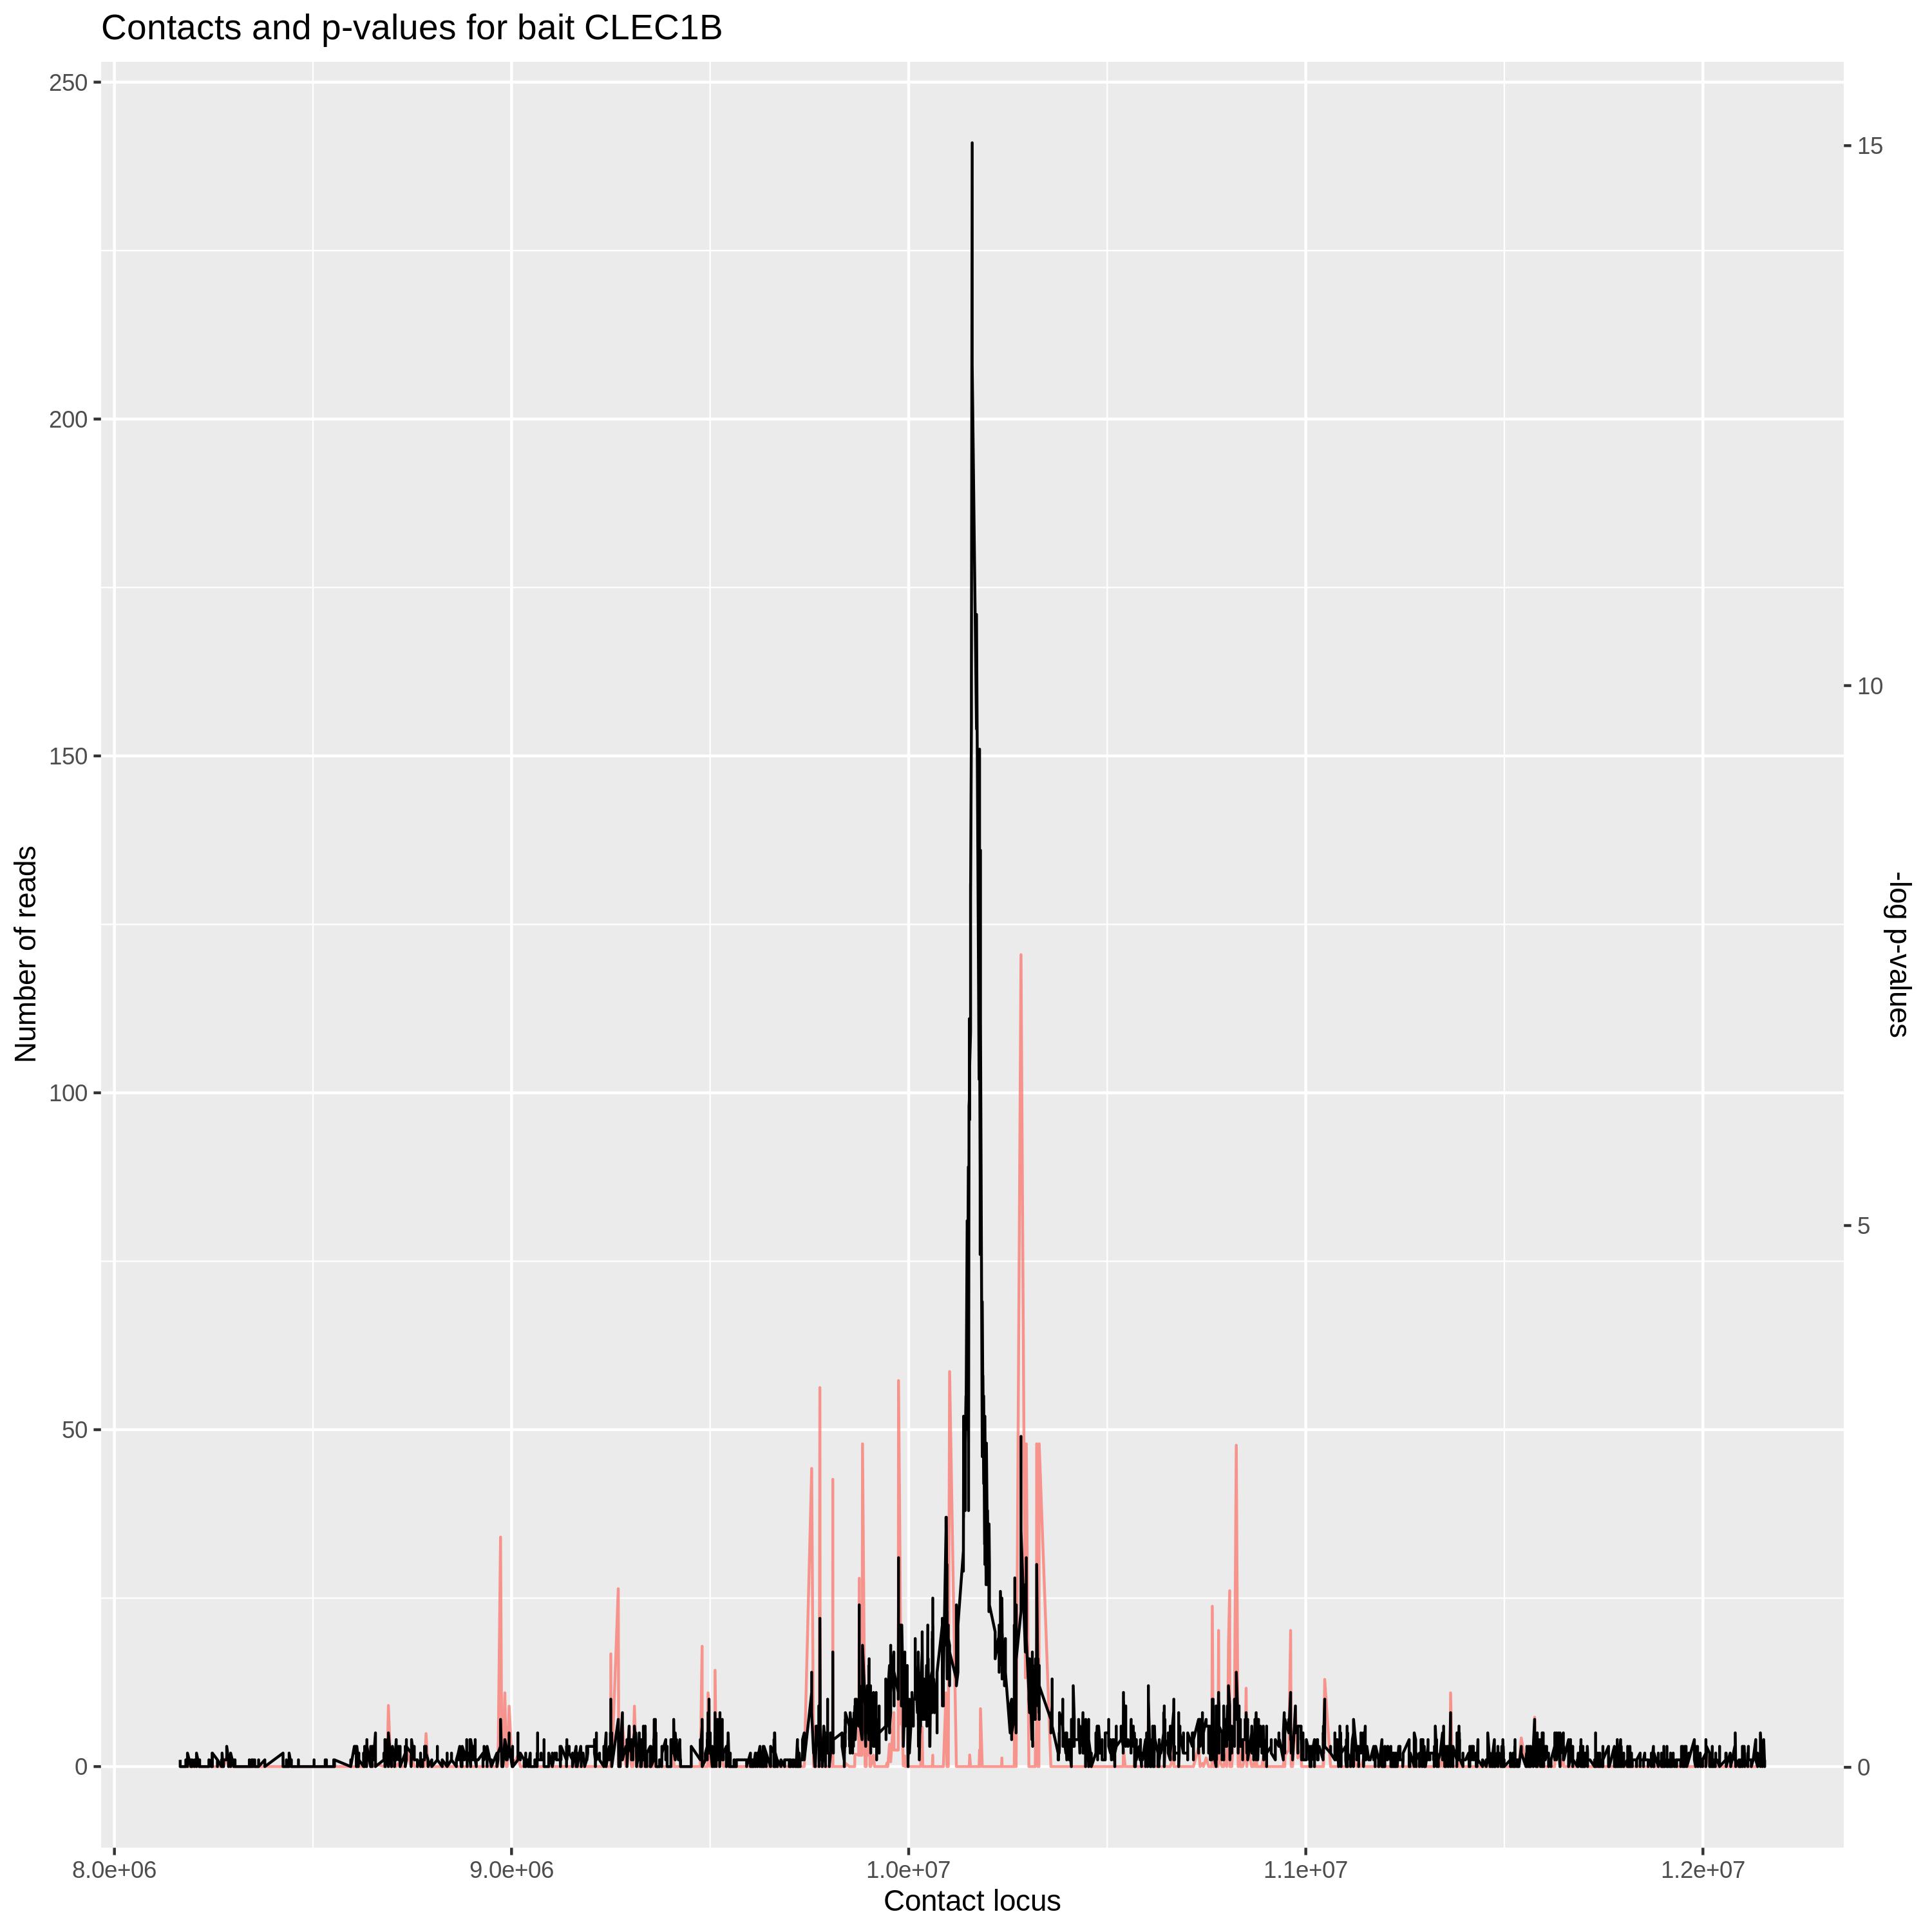 Contacts and p-values for bait CLEC1B
250
200
150
100
50
0
Number of reads
15
10
5
0
-log p-values
8.0e+06
9.0e+06
1.0e+07
1.1e+07
1.2e+07
Contact locus